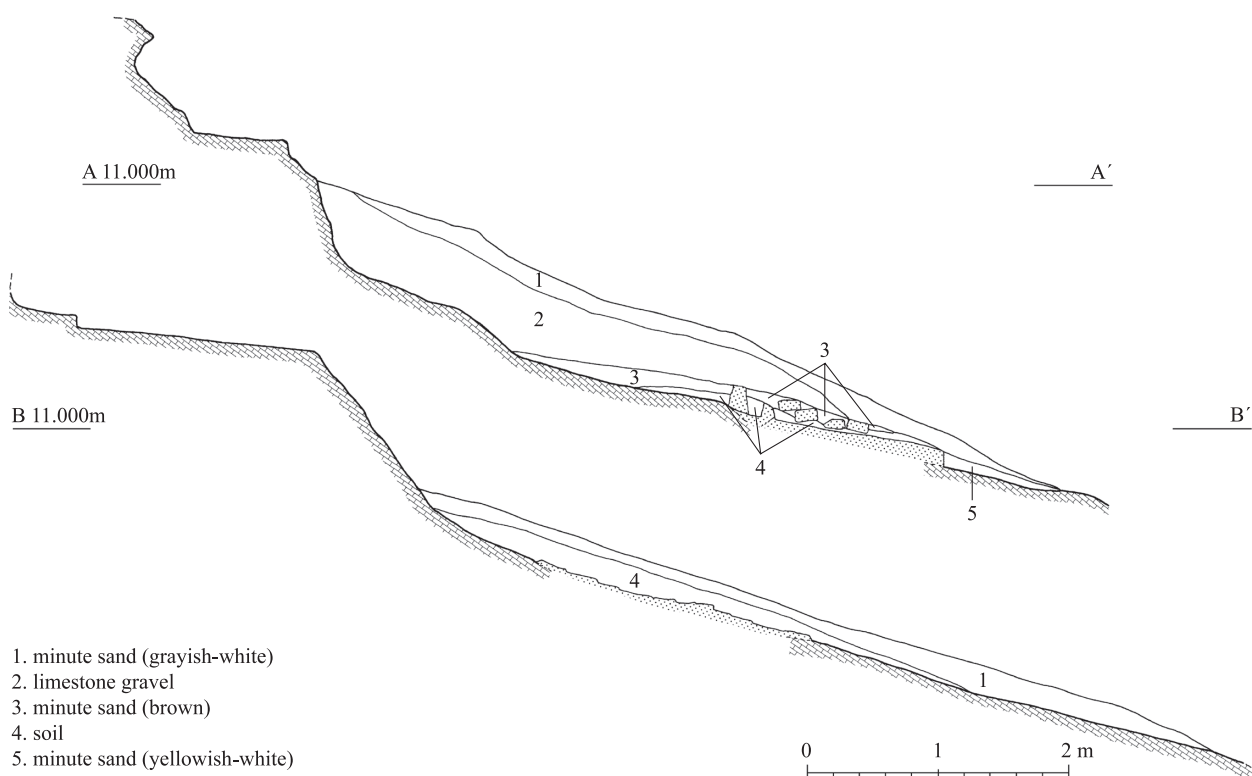 A 11.000m
A´
1
2
3
3
B 11.000m
B´
4
5
4
1
1. minute sand (grayish-white)
2. limestone gravel
3. minute sand (brown)
4. soil
5. minute sand (yellowish-white)
0 1 2 m